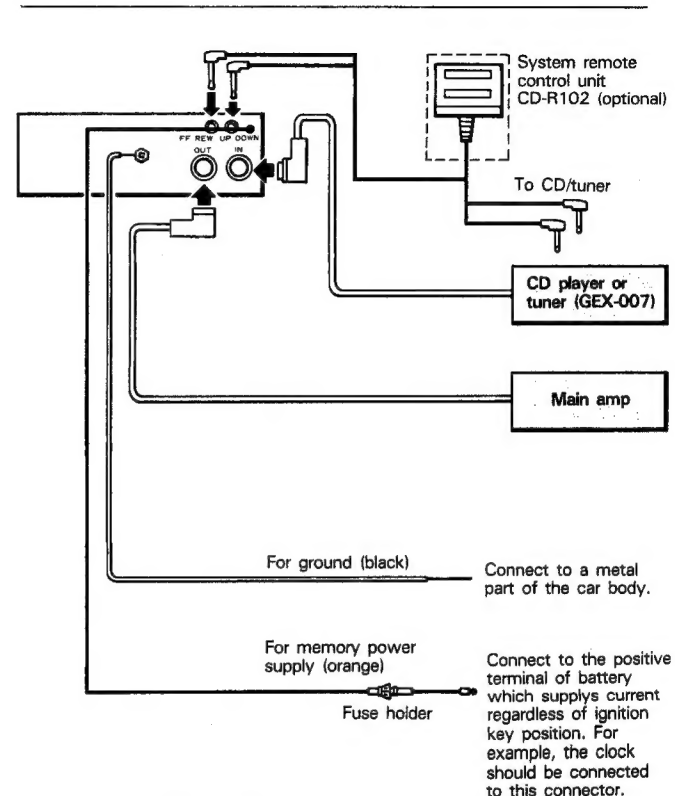 System remote
control unit
CD-R102 (optional)
FF REW UP DOWN
OUT IN
To CD/tuner
CD player or
tuner (GEX-007)
Main amp
For ground (black)
Connect to a metal
part of the car body.
For memory power
supply (orange)
Fuse holder
Connect to the positive
terminal of battery
which supplys current
regardless of ignition
key position. For
example, the clock
should be connected
to this connector.